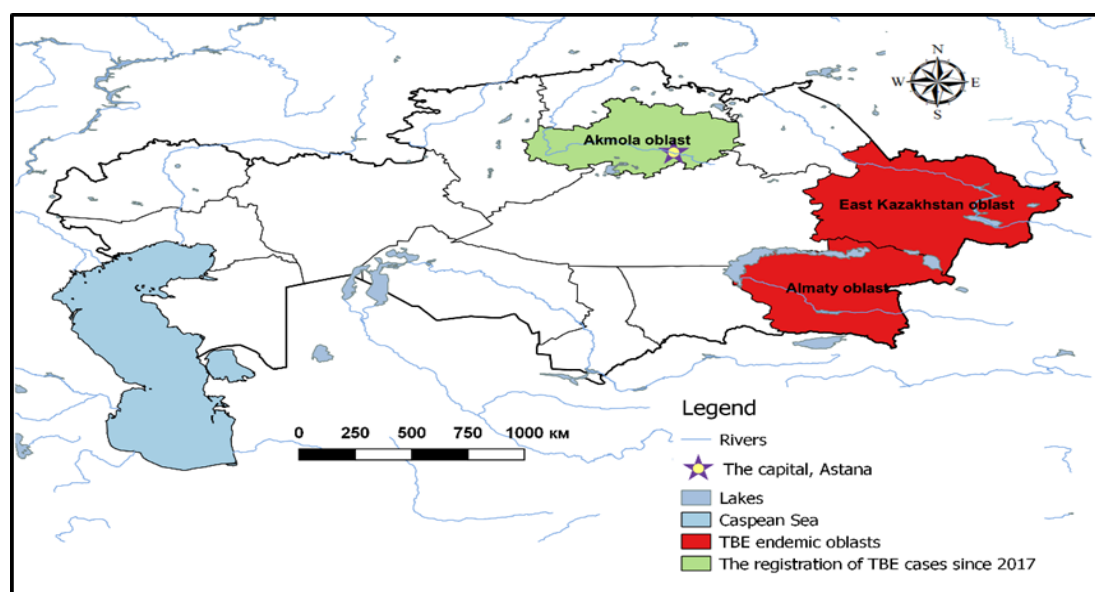 N
W E
S
Akmola oblast
East Kazakhstan oblast
Almaty oblast
0 250 500 750 1000 км
Legend
Rivers
The capital, Astana
Lakes
Caspean Sea
TBE endemic oblasts
The registration of TBE cases since 2017